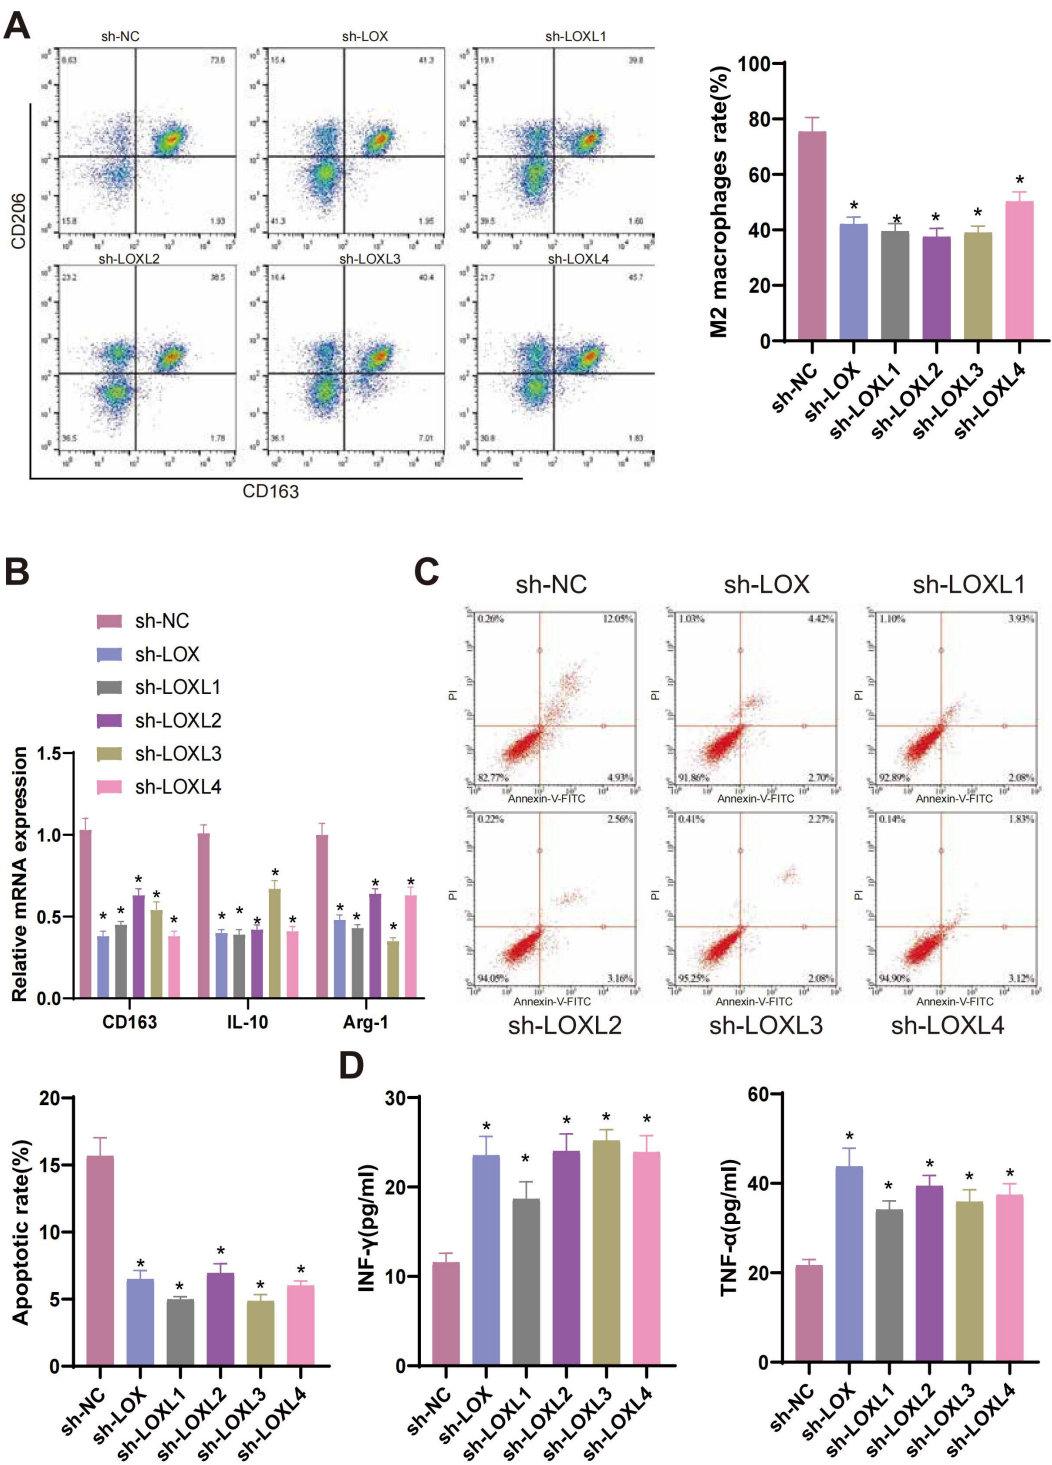 A
sh-NC
sh-LOX
sh-LOXL1
73.6
15.4
41.3
19.1
39.8
15.8
1.93
41.3
1.95
39.5
1.60
CD206
sh-LOXL2
sh-LOXL3
sh-LOXL4
23.2
38.5
16.4
40.4
21.7
45.7
36.5
1.78
36.1
7.01
30.8
1.83
CD163
M2 macrophages rate(%)
100
80
60
40
20
0
* * * * *
sh-NC
sh-LOX
sh-LOXL1
sh-LOXL2
sh-LOXL3
sh-LOXL4
B
sh-NC
sh-LOX
sh-LOXL1
sh-LOXL2
sh-LOXL3
sh-LOXL4
Relative mRNA expression
1.5
1.0
0.5
0.0
* * * * * * * * * * * * * * *
CD163
IL-10
Arg-1
C
sh-NC
sh-LOX
sh-LOXL1
0.26%
12.05%
1.03%
4.42%
1.10%
3.93%
PI
PI
PI
82.77%
4.93%
91.86%
2.70%
92.89%
2.08%
Annexin-V-FITC
Annexin-V-FITC
Annexin-V-FITC
0.22%
2.56%
0.41%
2.27%
0.14%
1.83%
PI
PI
PI
94.05%
3.16%
95.25%
2.08%
94.90%
3.12%
Annexin-V-FITC
Annexin-V-FITC
Annexin-V-FITC
sh-LOXL2
sh-LOXL3
sh-LOXL4
Apoptotic rate(%)
20
15
10
5
0
* * * * *
sh-NC
sh-LOX
sh-LOXL1
sh-LOXL2
sh-LOXL3
sh-LOXL4
D
INF-γ(pg/ml)
30
20
10
0
* * * * *
sh-NC
sh-LOX
sh-LOXL1
sh-LOXL2
sh-LOXL3
sh-LOXL4
TNF-α(pg/ml)
60
40
20
0
* * * * *
sh-NC
sh-LOX
sh-LOXL1
sh-LOXL2
sh-LOXL3
sh-LOXL4